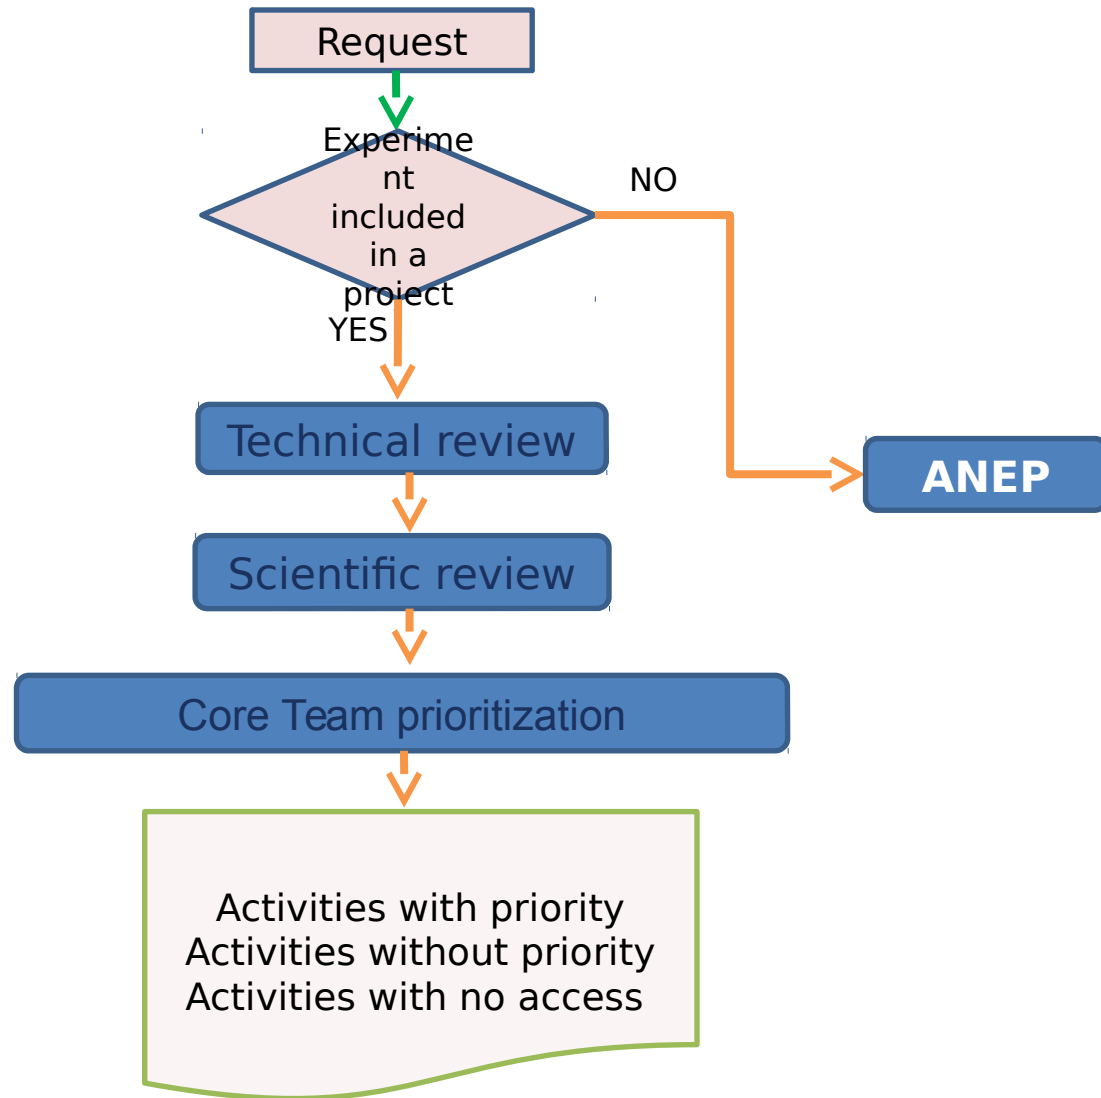 Request
Experime
nt
included
in a
project
NO
YES
Technical review
ANEP
Scientific review
Core Team prioritization
Activities with priority
Activities without priority
Activities with no access